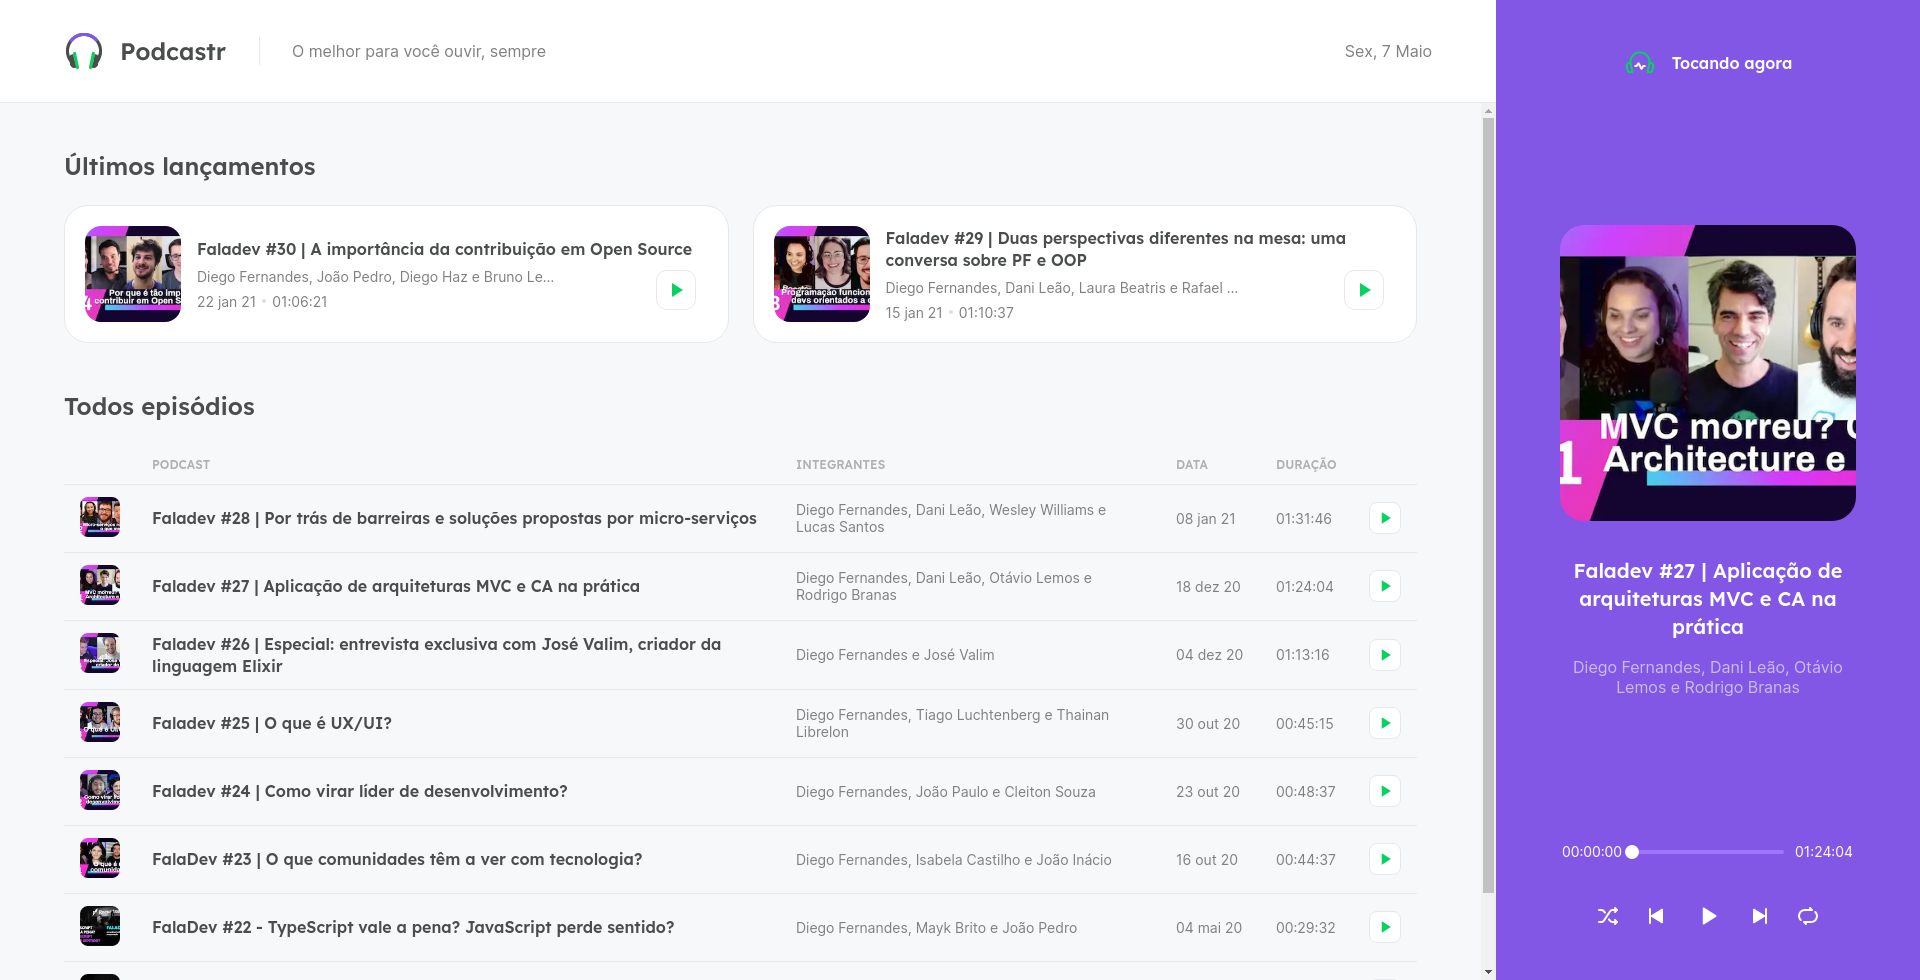 Podcastr
O melhor para você ouvir, sempre
Sex, 7 Maio
Últimos lançamentos
Por que é tão imp
contribuir em Open S
Faladev #30 | A importância da contribuição em Open Source
Diego Fernandes, João Pedro, Diego Haz e Bruno Le...
22 jan 21 • 01:06:21
Programação funcion
devs orientados a
Faladev #29 | Duas perspectivas diferentes na mesa: uma
conversa sobre PF e OOP
Diego Fernandes, Dani Leão, Laura Beatris e Rafael ...
15 jan 21 • 01:10:37
Todos episódios
PODCAST
INTEGRANTES
DATA
DURAÇÃO
Faladev #28 | Por trás de barreiras e soluções propostas por micro-serviços
Diego Fernandes, Dani Leão, Wesley Williams e
Lucas Santos
08 jan 21
01:31:46
Faladev #27 | Aplicação de arquiteturas MVC e CA na prática
Diego Fernandes, Dani Leão, Otávio Lemos e
Rodrigo Branas
18 dez 20
01:24:04
Faladev #26 | Especial: entrevista exclusiva com José Valim, criador da
linguagem Elixir
Diego Fernandes e José Valim
04 dez 20
01:13:16
Faladev #25 | O que é UX/UI?
Diego Fernandes, Tiago Luchtenberg e Thainan
Librelon
30 out 20
00:45:15
Faladev #24 | Como virar líder de desenvolvimento?
Diego Fernandes, João Paulo e Cleiton Souza
23 out 20
00:48:37
FalaDev #23 | O que comunidades têm a ver com tecnologia?
Diego Fernandes, Isabela Castilho e João Inácio
16 out 20
00:44:37
FalaDev #22 - TypeScript vale a pena? JavaScript perde sentido?
Diego Fernandes, Mayk Brito e João Pedro
04 mai 20
00:29:32
Tocando agora
MVC morreu?
1 Architecture e
Faladev #27 | Aplicação de
arquiteturas MVC e CA na
prática
Diego Fernandes, Dani Leão, Otávio
Lemos e Rodrigo Branas
00:00:00
01:24:04